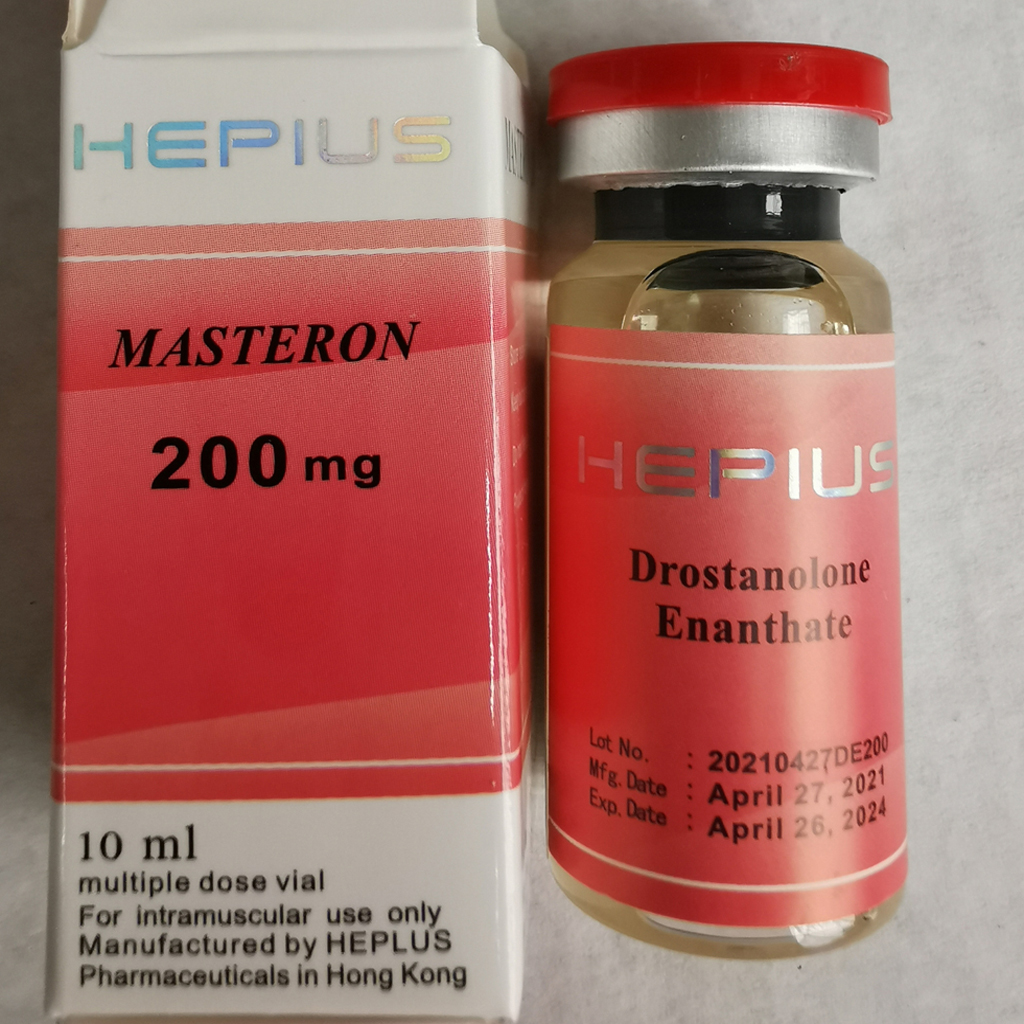 HEPIUS
MASTERON
200 mg
10 ml
multiple dose vial
For intramuscular use only
Manufactured by HEPLUS
Pharmaceuticals in Hong Kong
HEPIUS
Drostanolone
Enanthate
Lot No. : 20210427DE200
Mfg. Date : April 27, 2021
Exp. Date : April 26, 2024